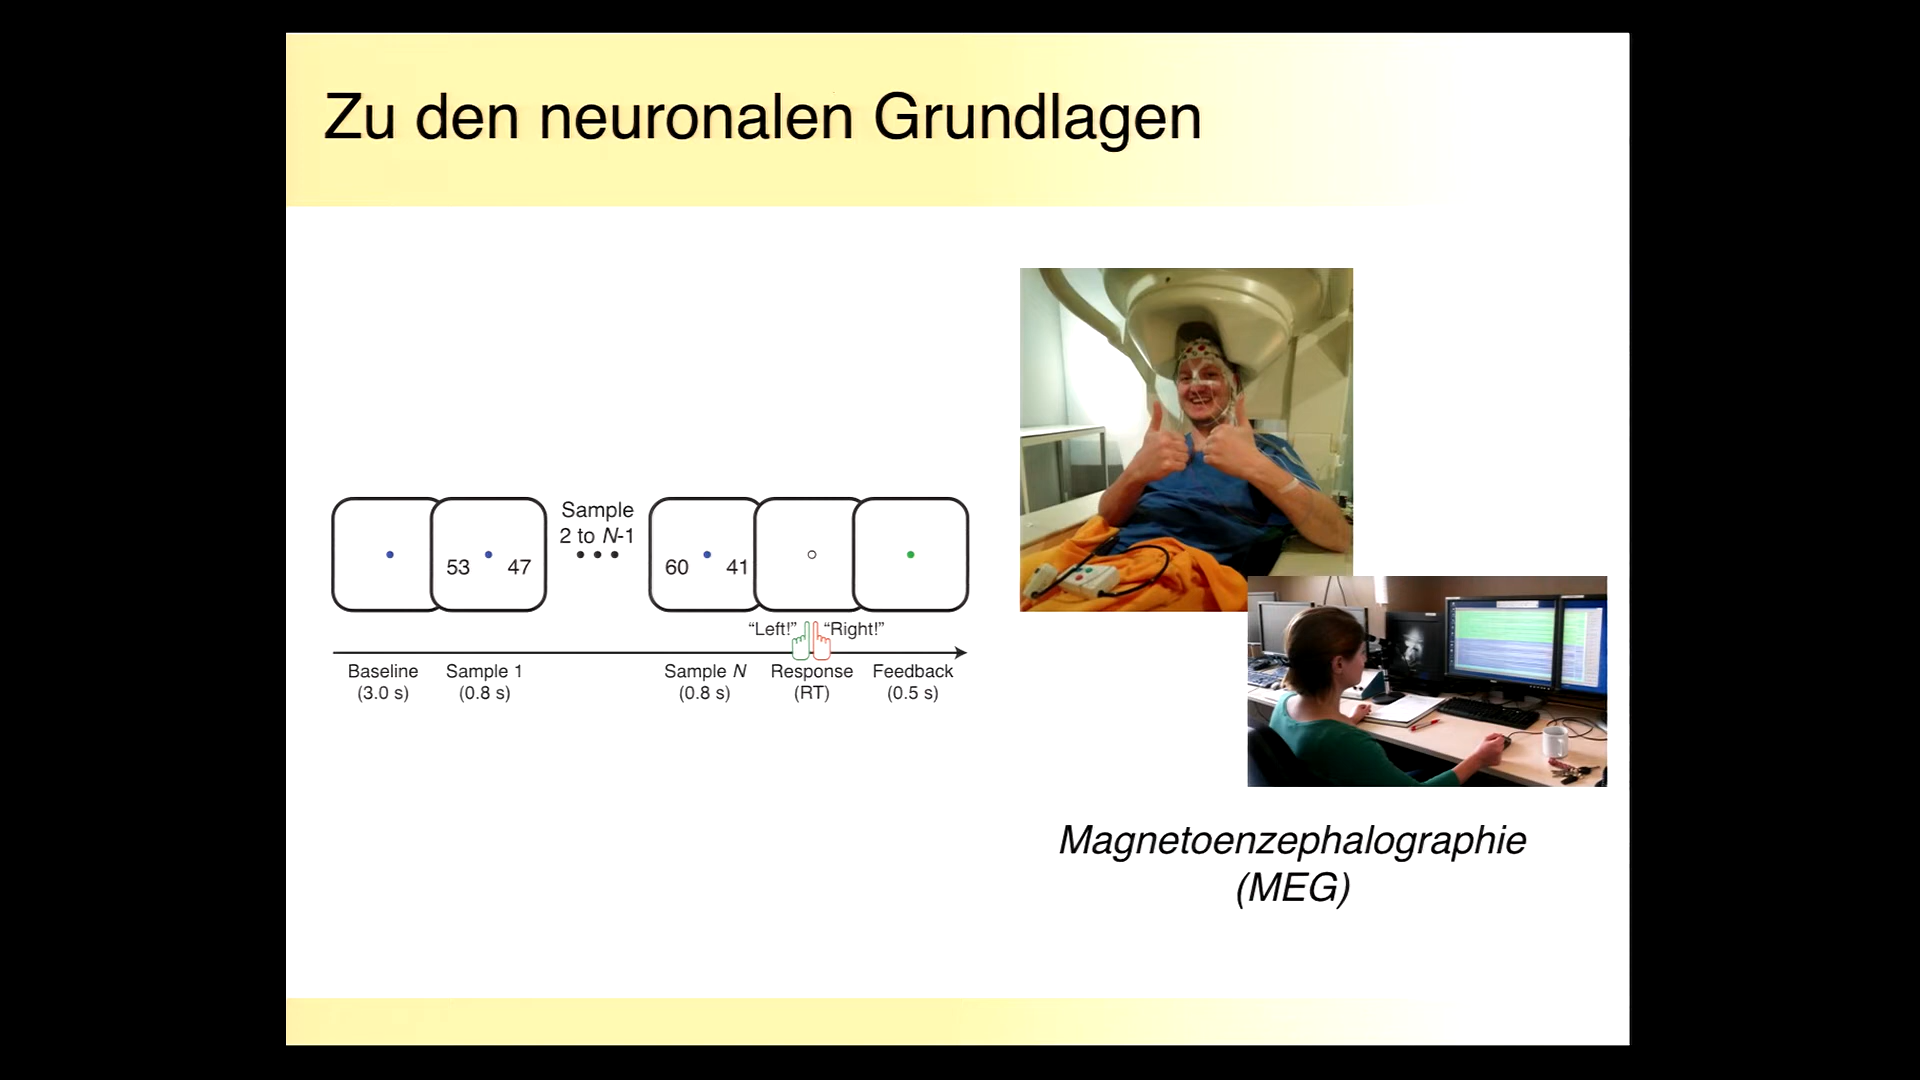 Zu den neuronalen Grundlagen
Sample
2 to N-1
53 47
60 41
“Left!” “Right!”
Baseline
(3.0 s)
Sample 1
(0.8 s)
Sample N
(0.8 s)
Response
(RT)
Feedback
(0.5 s)
Magnetoenzephalographie
(MEG)